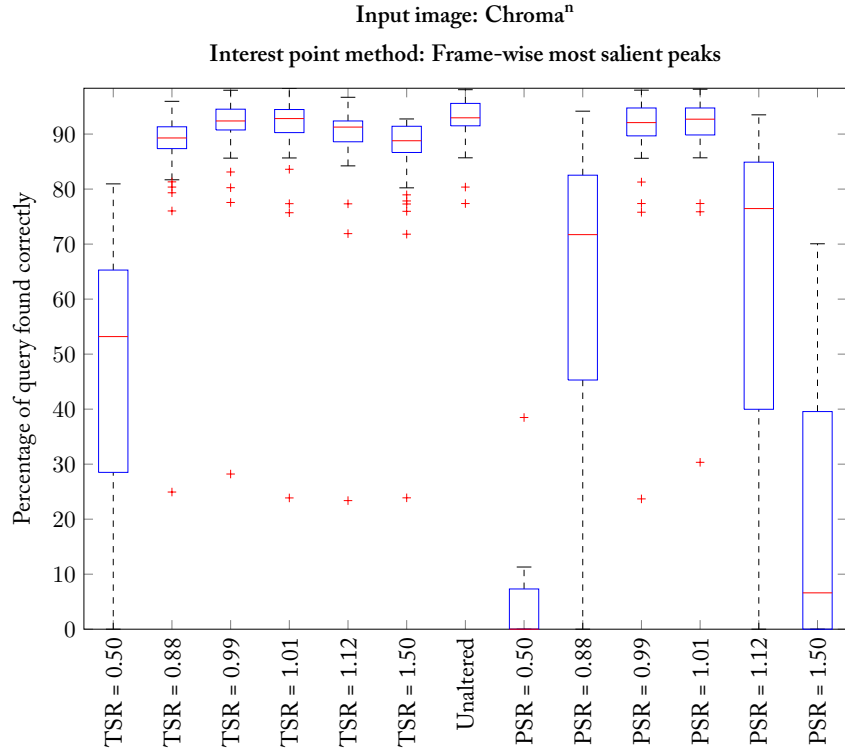 Input image: Chromaⁿ
Interest point method: Frame-wise most salient peaks
Percentage of query found correctly
90
80
70
60
50
40
30
20
10
0
TSR = 0.50
TSR = 0.88
TSR = 0.99
TSR = 1.01
TSR = 1.12
TSR = 1.50
Unaltered
PSR = 0.50
PSR = 0.88
PSR = 0.99
PSR = 1.01
PSR = 1.12
PSR = 1.50